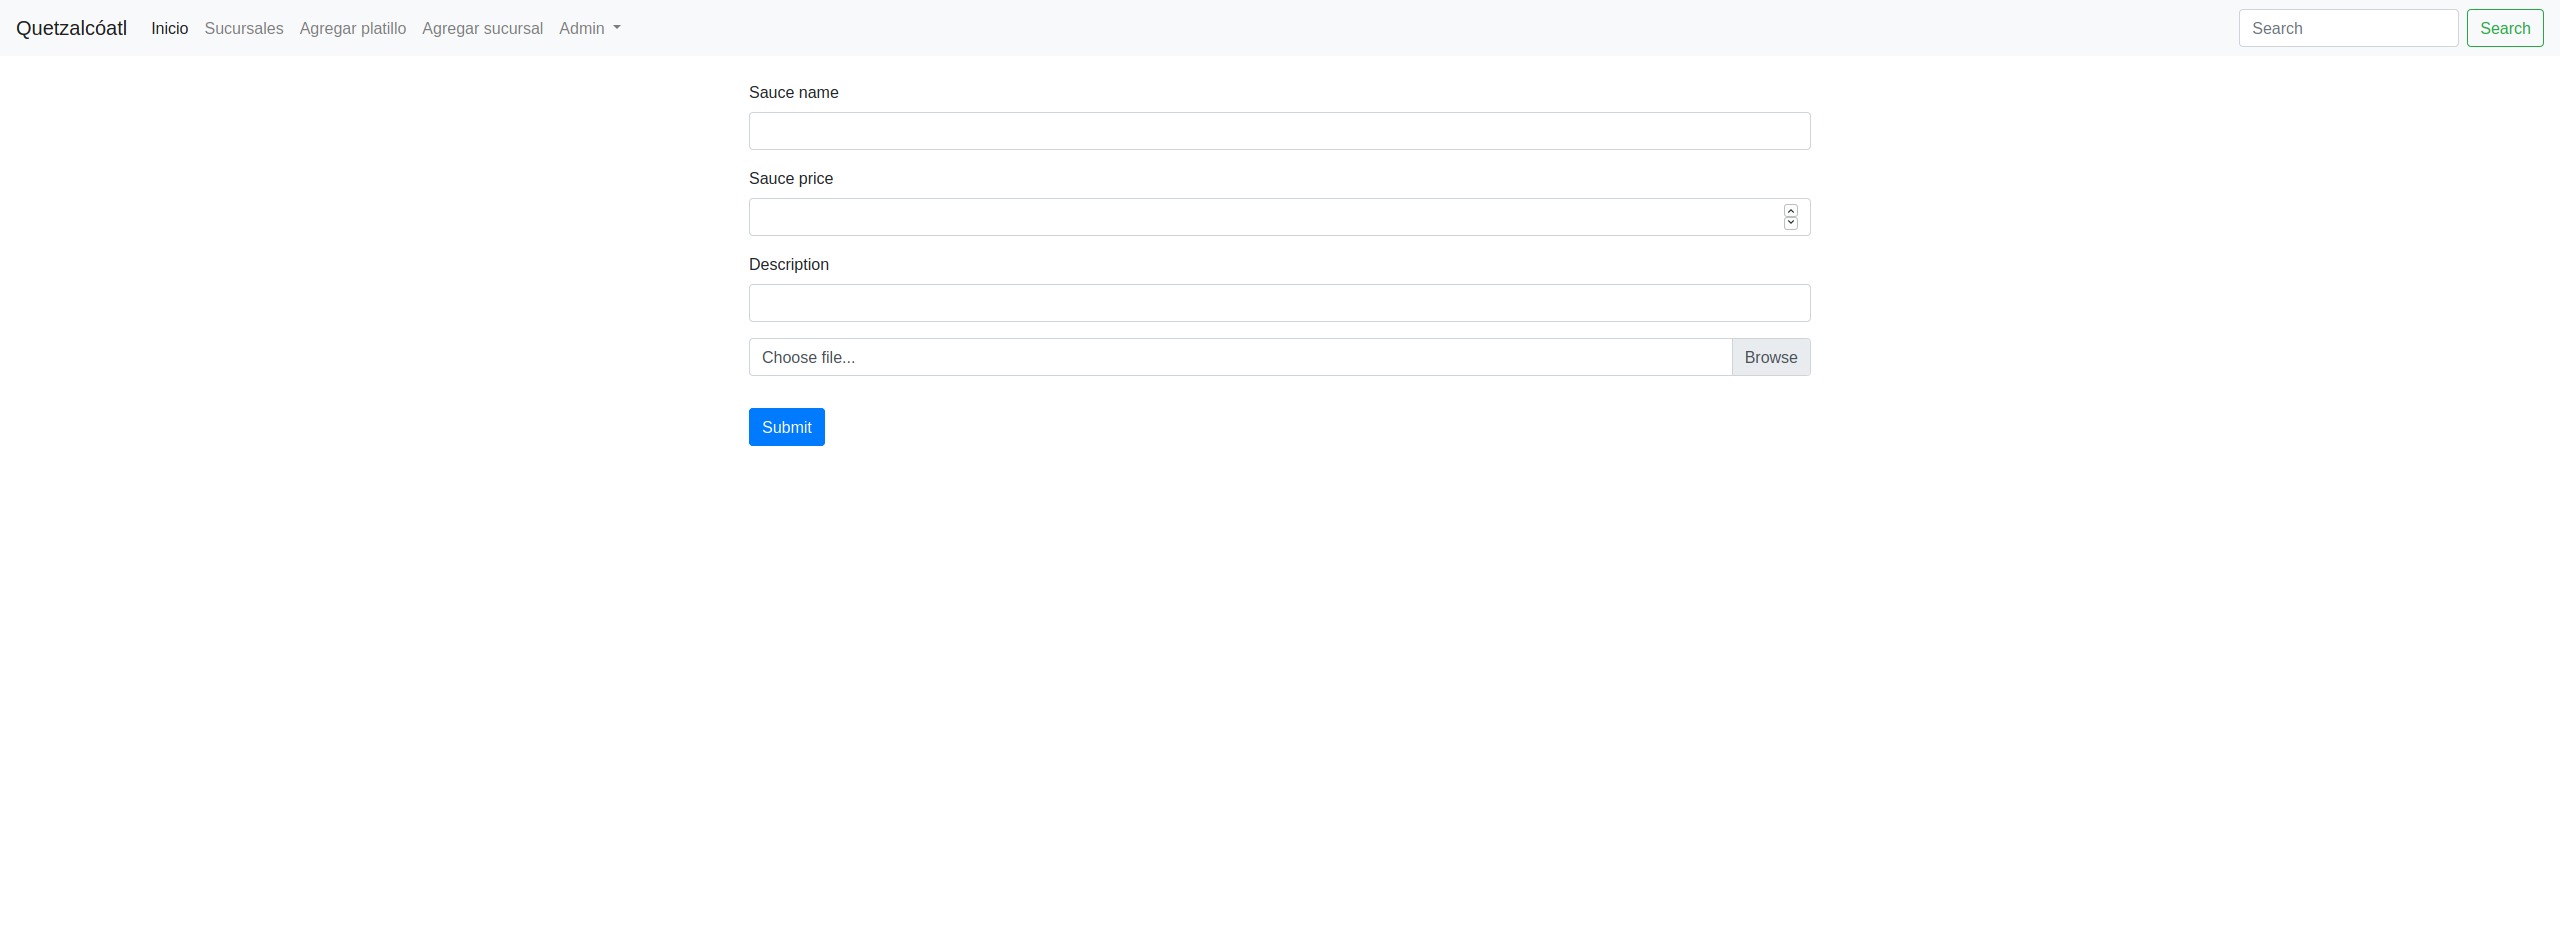 Quetzalcóatl Inicio Sucursales Agregar platillo Agregar sucursal Admin Search Search
Sauce name
Sauce price
Description
Choose file... Browse
Submit